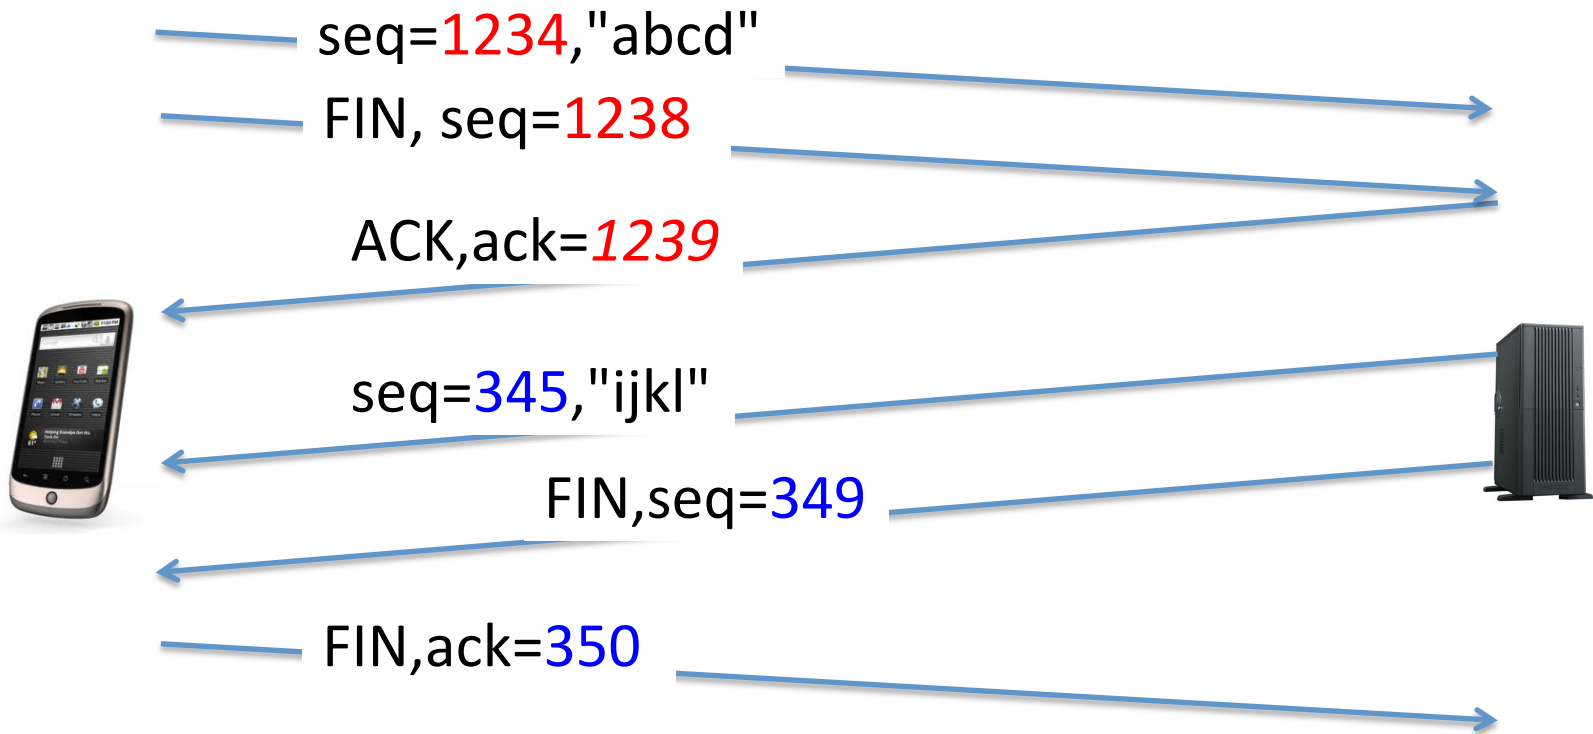 seq=1234,"abcd"
FIN, seq=1238
ACK,ack=1239
seq=345,"ijkl"
FIN,seq=349
FIN,ack=350